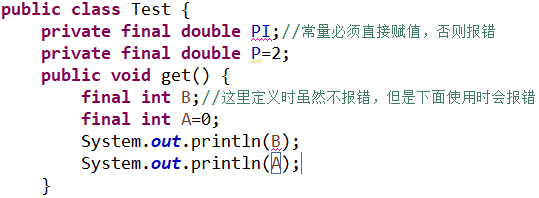 public class Test {
private final double PI;//常量必须直接赋值，否则报错
private final double P=2;
public void get() {
final int B;//这里定义时虽然不报错，但是下面使用时会报错
final int A=0;
System.out.println(B);
System.out.println(A);
}